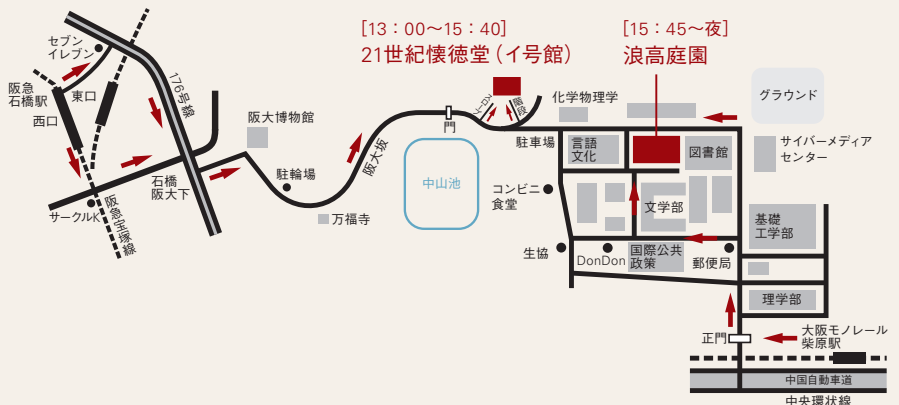 [13：00〜15：40]
21世紀懐徳堂（イ号館）
[15：45〜夜]
浪高庭園
セブン
イレブン
阪急
石橋駅
東口
西口
176号線
サークルK
阪急宝塚線
石橋
阪大下
阪大博物館
駐輪場
万福寺
阪大坂
門
中山池
スロープ
階段
化学物理学
駐車場
言語
文化
図書館
グラウンド
サイバーメディア
センター
コンビニ
食堂
文学部
基礎
工学部
生協
DonDon
国際公共
政策
郵便局
理学部
正門
大阪モノレール
柴原駅
中国自動車道
中央環状線